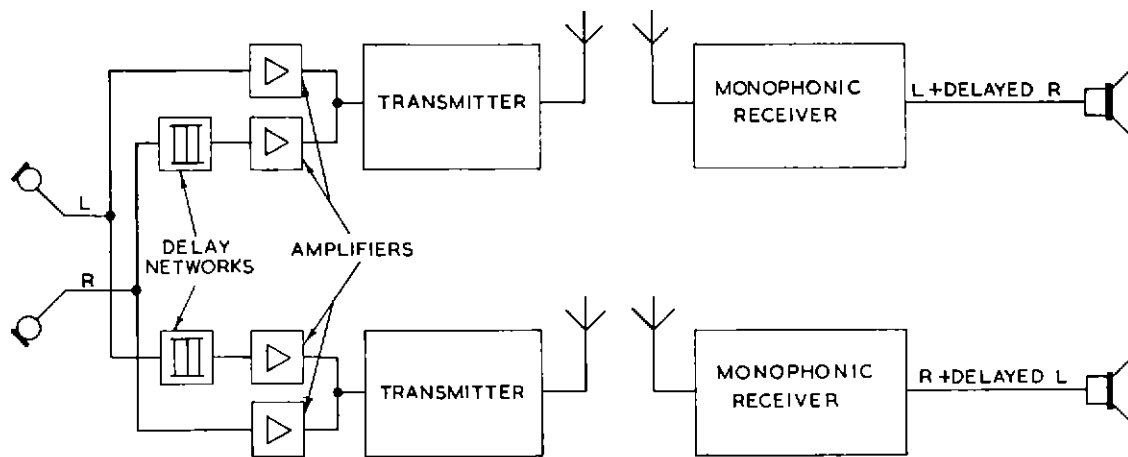 TRANSMITTER
MONOPHONIC
RECEIVER
L +DELAYED R
L
DELAY
NETWORKS
AMPLIFIERS
R
TRANSMITTER
MONOPHONIC
RECEIVER
R +DELAYED L